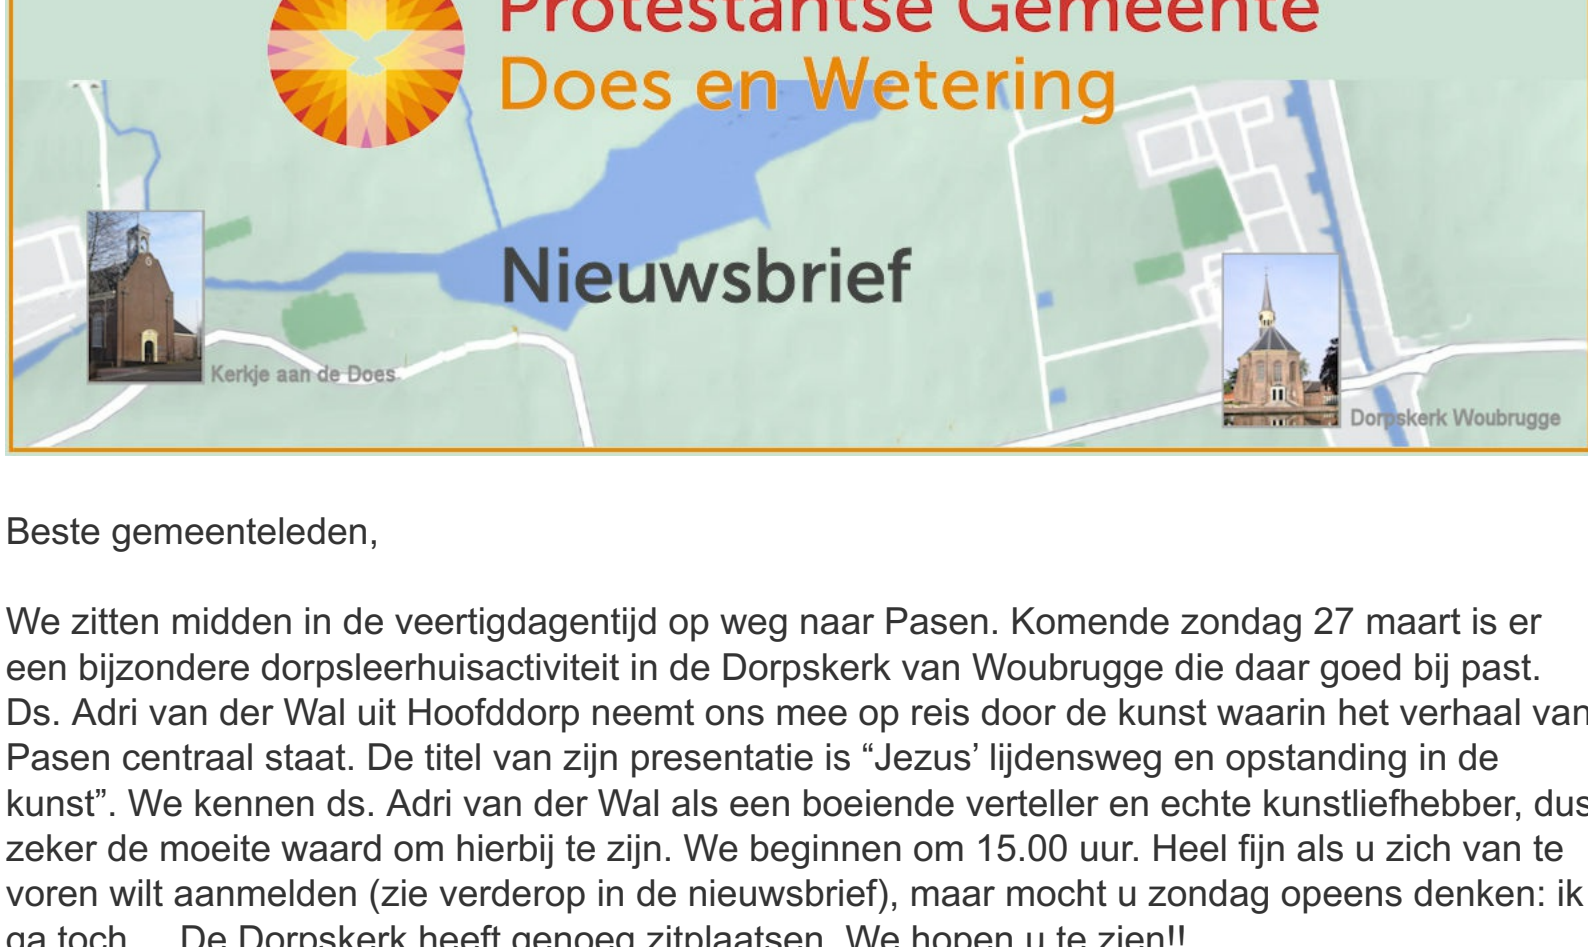 Protestantse Gemeente
Does en Wetering
Nieuwsbrief
Kerkje aan de Does
Dorpskerk Woubrugge
Beste gemeenteleden,
We zitten midden in de veertigdagentijd op weg naar Pasen. Komende zondag 27 maart is er
een bijzondere dorpsleerhuisactiviteit in de Dorpskerk van Woubrugge die daar goed bij past.
Ds. Adri van der Wal uit Hoofddorp neemt ons mee op reis door de kunst waarin het verhaal van
Pasen centraal staat. De titel van zijn presentatie is “Jezus’ lijdensweg en opstanding in de
kunst”. We kennen ds. Adri van der Wal als een boeiende verteller en echte kunstliefhebber, dus
zeker de moeite waard om hierbij te zijn. We beginnen om 15.00 uur. Heel fijn als u zich van te
voren wilt aanmelden (zie verderop in de nieuwsbrief), maar mocht u zondag opeens denken: ik
ga toch.... De Dorpskerk heeft genoeg zitplaatsen. We hopen u te zien!!